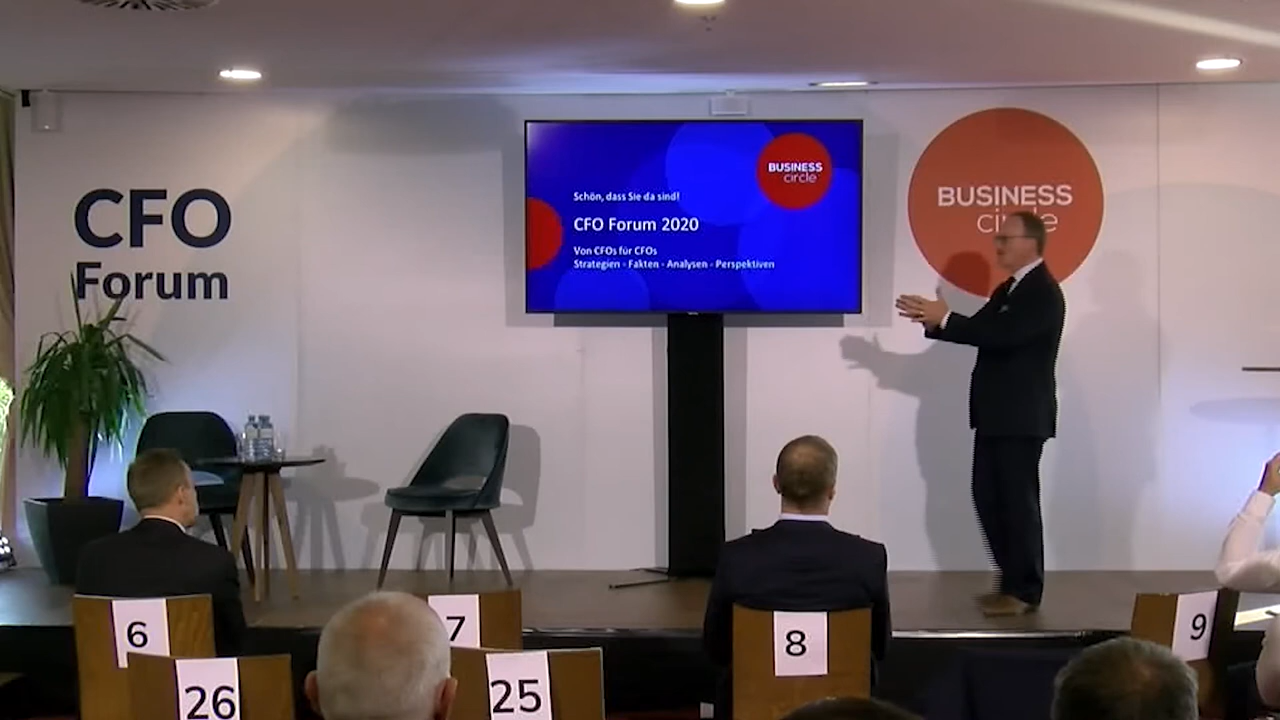 CFO
Forum
BUSINESS
circle
Schön, dass Sie da sind!
CFO Forum 2020
Von CFOs für CFOs
Strategien - Fakten - Analysen - Perspektiven
BUSINESS
circle
6
7
8
9
26
25